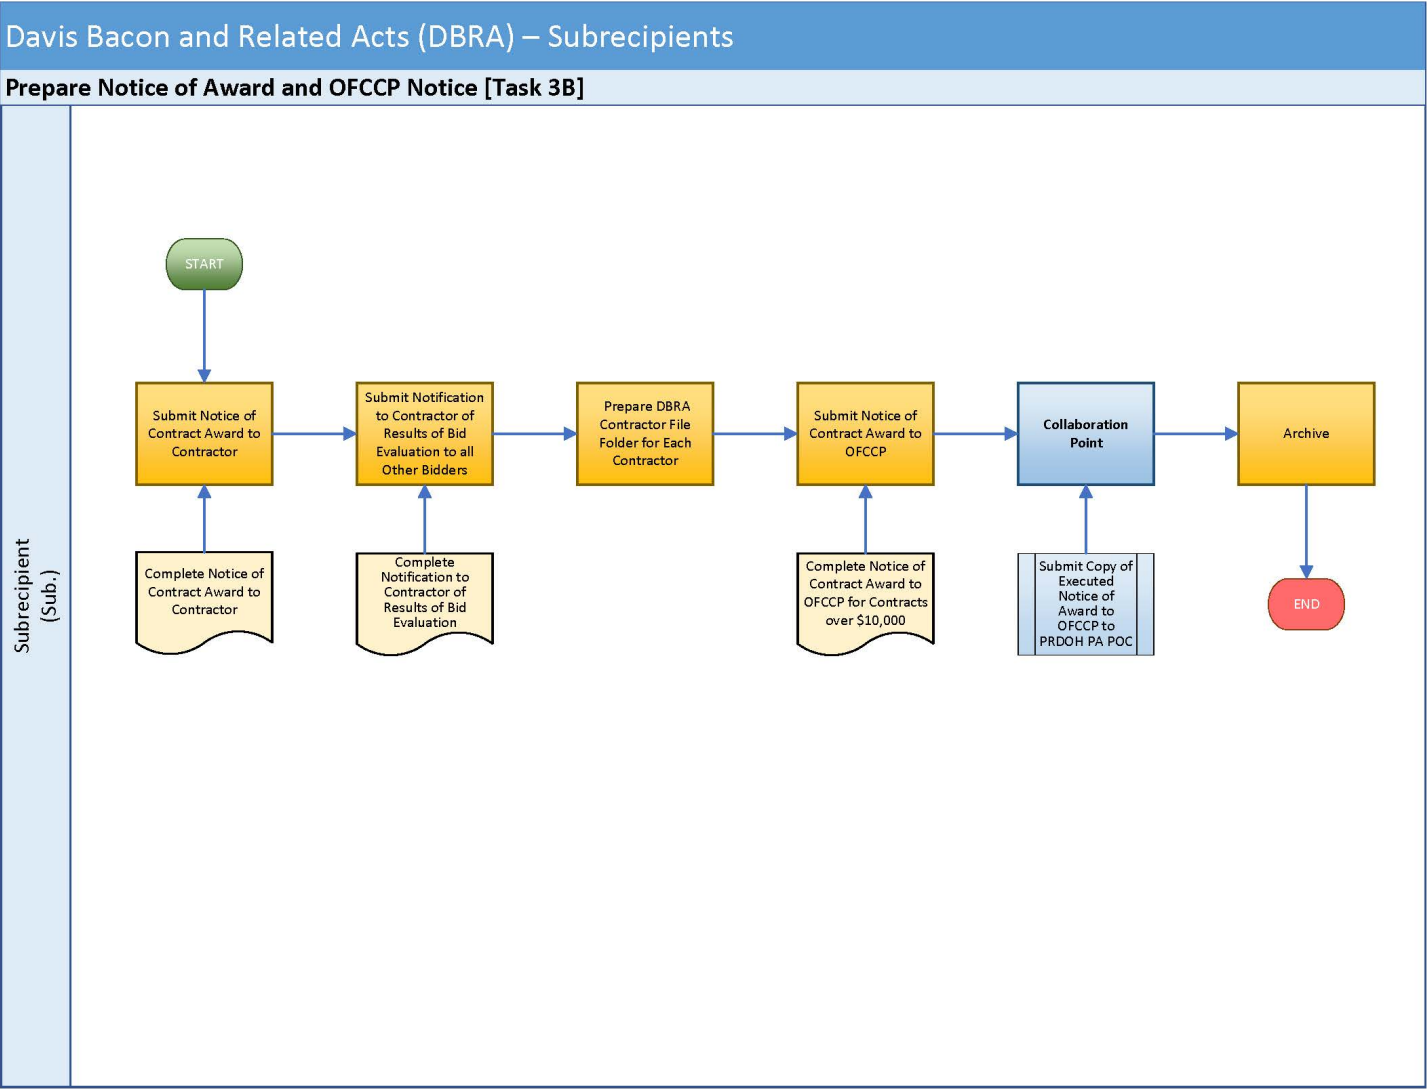 Davis Bacon and Related Acts (DBRA) – Subrecipients
Prepare Notice of Award and OFCCP Notice [Task 3B]
Subrecipient
(Sub.)
START
Submit Notice of
Contract Award to
Contractor
Submit Notification
to Contractor of
Results of Bid
Evaluation to all
Other Bidders
Prepare DBRA
Contractor File
Folder for Each
Contractor
Submit Notice of
Contract Award to
OFCCP
Collaboration
Point
Archive
Complete Notice of
Contract Award to
Contractor
Complete
Notification to
Contractor of
Results of Bid
Evaluation
Complete Notice of
Contract Award to
OFCCP for Contracts
over $10,000
Submit Copy of
Executed
Notice of
Award to
OFCCP to
PRDOH PA POC
END